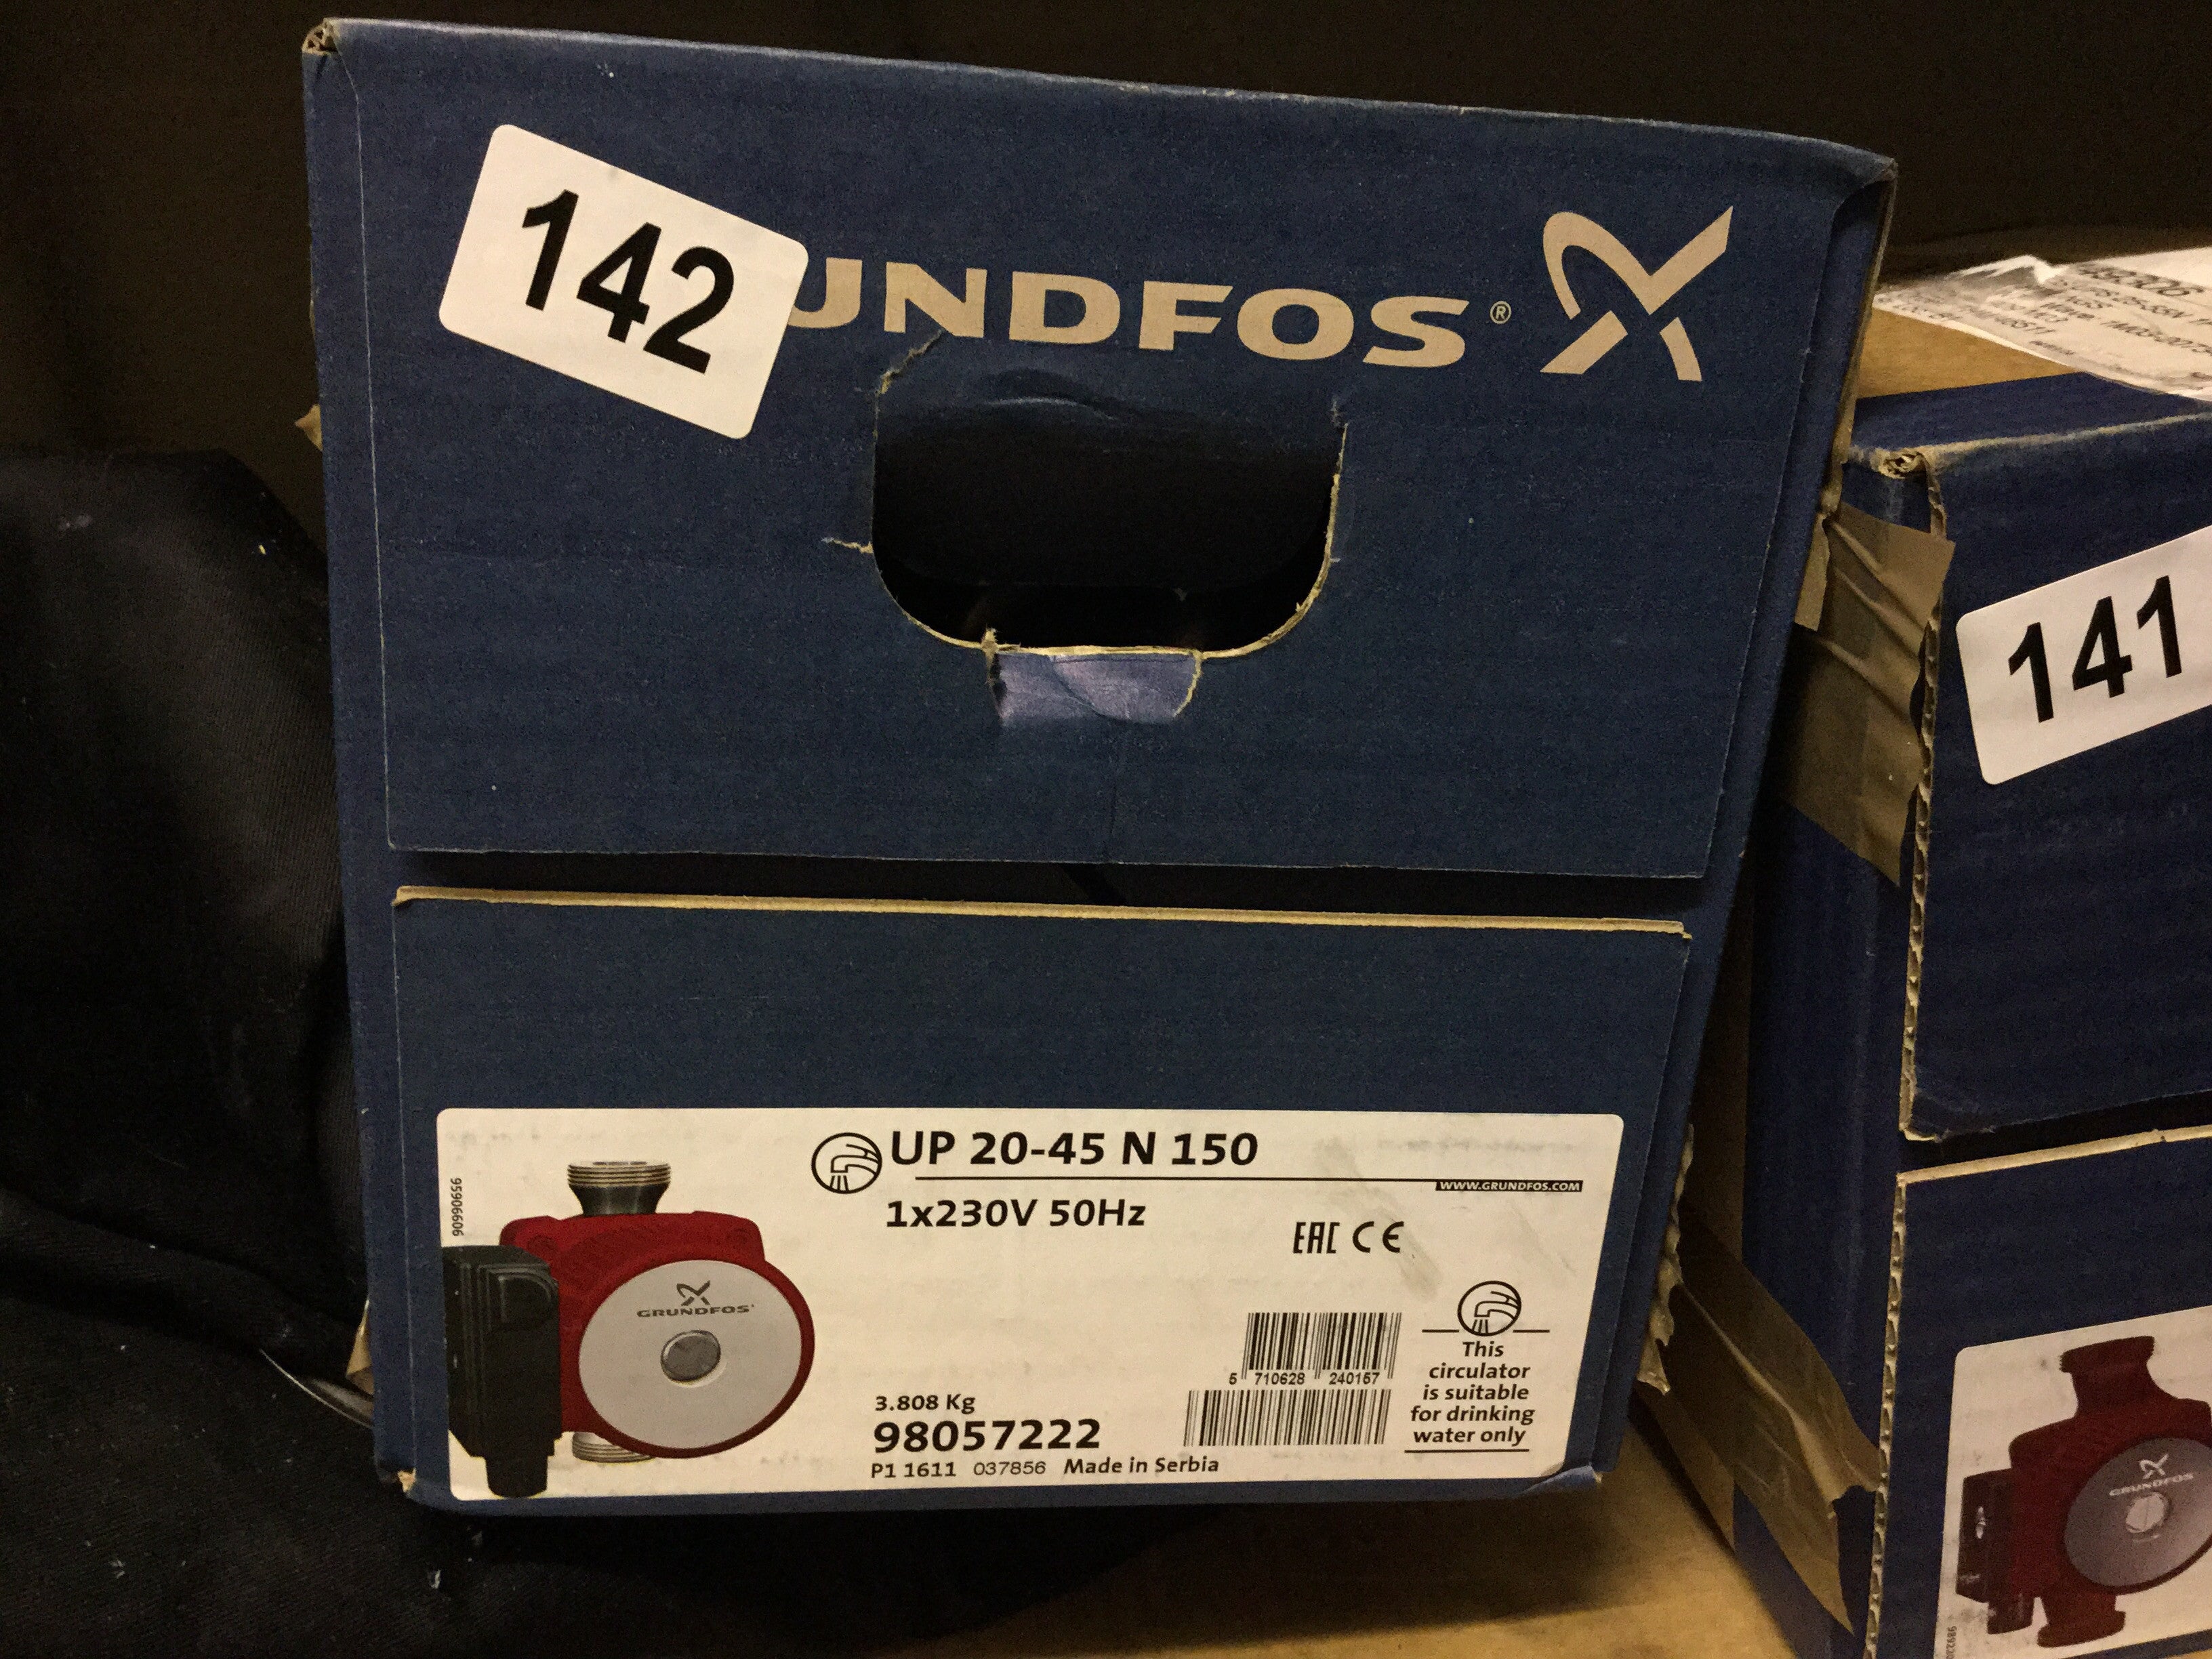 142
UNDFOS®
141
UP 20-45 N 150
WWW.GRUNDFOS.COM
1x230V 50Hz
EAC CE
95906606
GRUNDFOS
5 710628 240157
This
circulator
is suitable
for drinking
water only
3.808 Kg
98057222
P1 1611 037856 Made in Serbia
GRUNDFOS